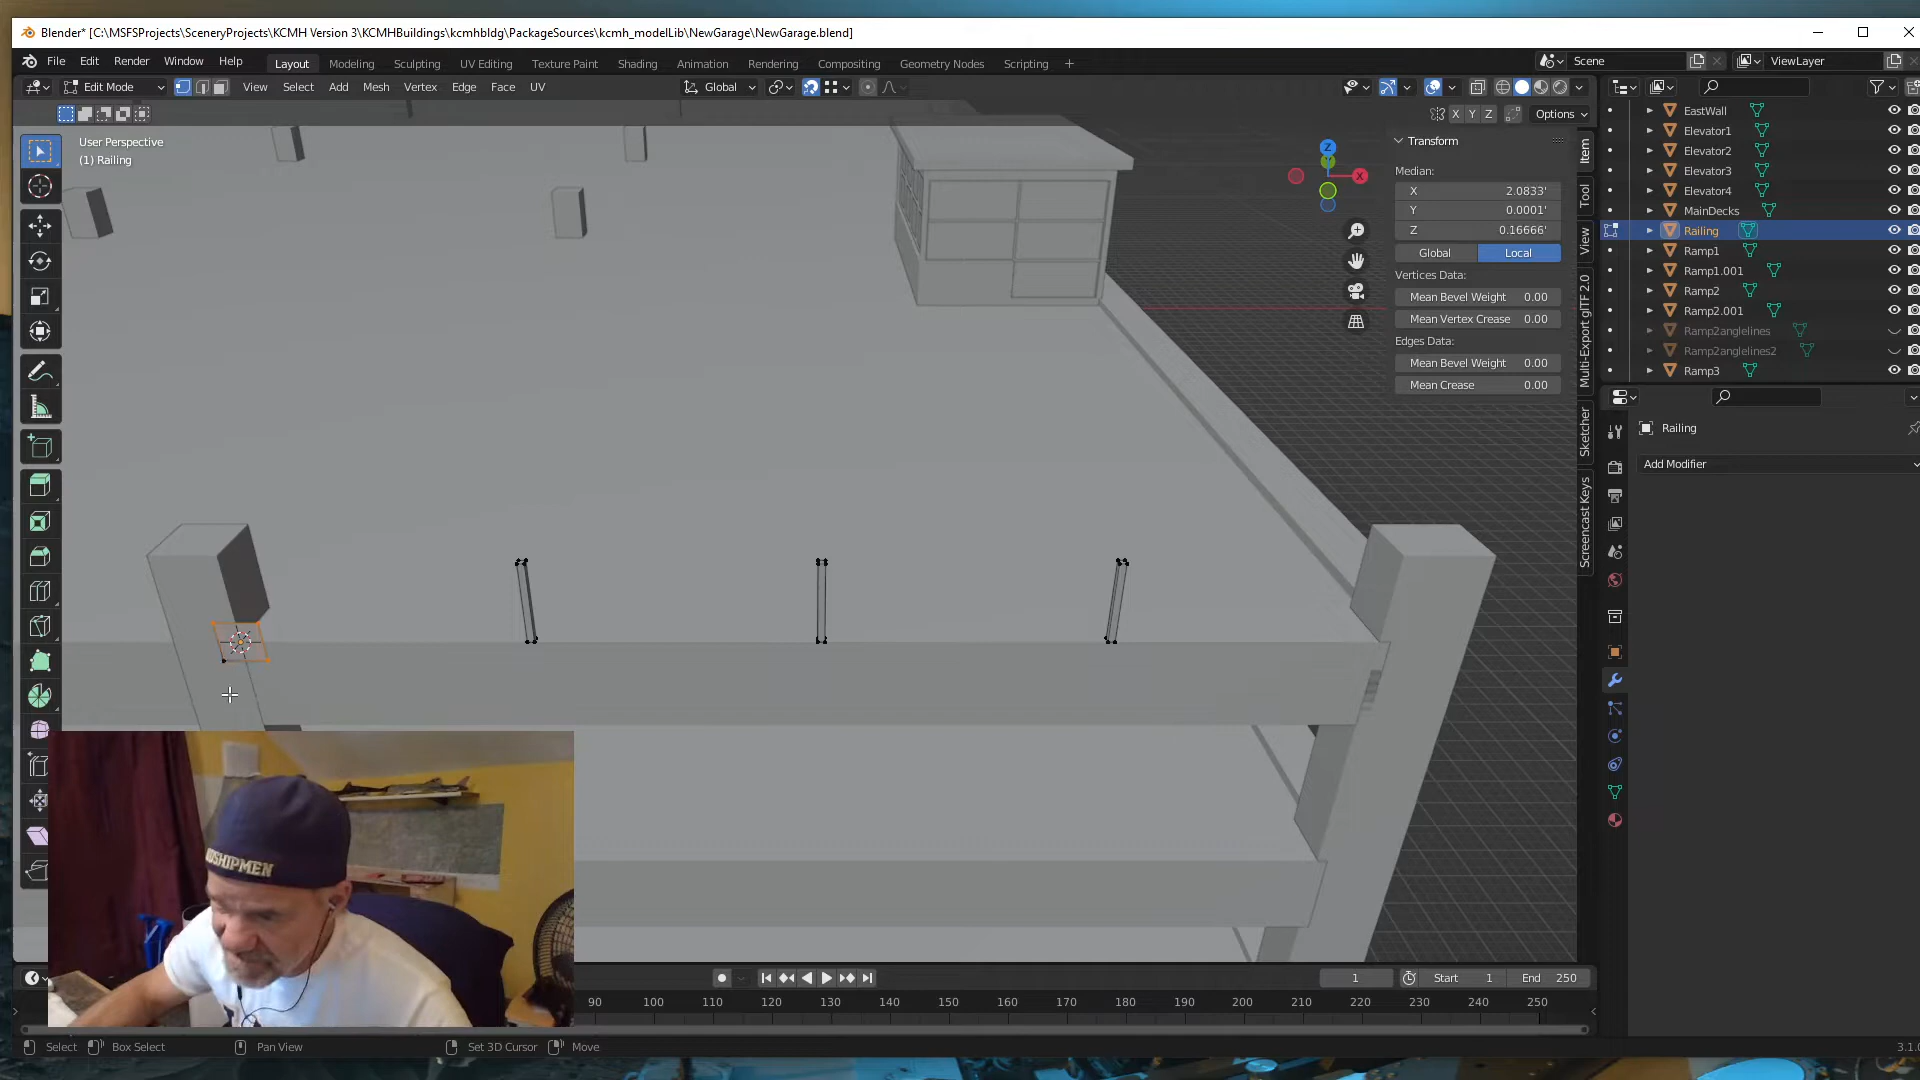 Blender* [C:\MSFSProjects\SceneryProjects\KCMH Version 3\KCMHBuildings\kcmhbldg\PackageSources\kcmh_modelLib\NewGarage\NewGarage.blend]
File Edit Render Window Help Layout Modeling Sculpting UV Editing Texture Paint Shading Animation Rendering Compositing Geometry Nodes Scripting + Scene ViewLayer
Edit Mode View Select Add Mesh Vertex Edge Face UV Global
X Y Z Options
User Perspective
(1) Railing
Transform
Median:
X 2.0833'
Y 0.0001'
Z 0.16666'
Global Local
Vertices Data:
Mean Bevel Weight 0.00
Mean Vertex Crease 0.00
Edges Data:
Mean Bevel Weight 0.00
Mean Crease 0.00
Z
X
Item
Tool
View
Multi-Export glTF 2.0
Sketcher
Screencast Keys
EastWall
Elevator1
Elevator2
Elevator3
Elevator4
MainDecks
Railing
Ramp1
Ramp1.001
Ramp2
Ramp2.001
Ramp2anglelines
Ramp2anglelines2
Ramp3
Railing
Add Modifier
1 Start 1 End 250
90 100 110 120 130 140 150 160 170 180 190 200 210 220 230 240 250
Select Box Select Pan View Set 3D Cursor Move